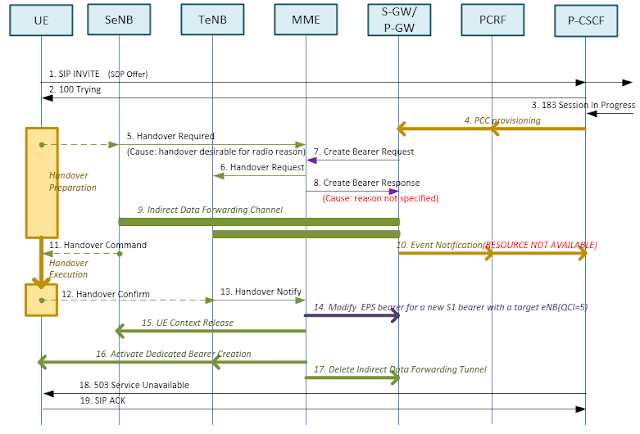 UE
SeNB
TeNB
MME
S-GW/
P-GW
PCRF
P-CSCF
1. SIP INVITE (SDP Offer)
2. 100 Trying
3. 183 Session In Progress
4. PCC provisioning
5. Handover Required
(Cause: handover desirable for radio reason)
7. Create Bearer Request
6. Handover Request
Handover
Preparation
8. Create Bearer Response
(Cause: reason not specified)
9. Indirect Data Forwarding Channel
11. Handover Command
10. Event Notification(RESOURCE NOT AVAILABLE)
Handover
Execution
12. Handover Confirm
13. Handover Notify
14. Modify EPS bearer for a new S1 bearer with a target eNB(QCI=5)
15. UE Context Release
16. Activate Dedicated Bearer Creation
17. Delete Indirect Data Forwarding Tunnel
18. 503 Service Unavailable
19. SIP ACK